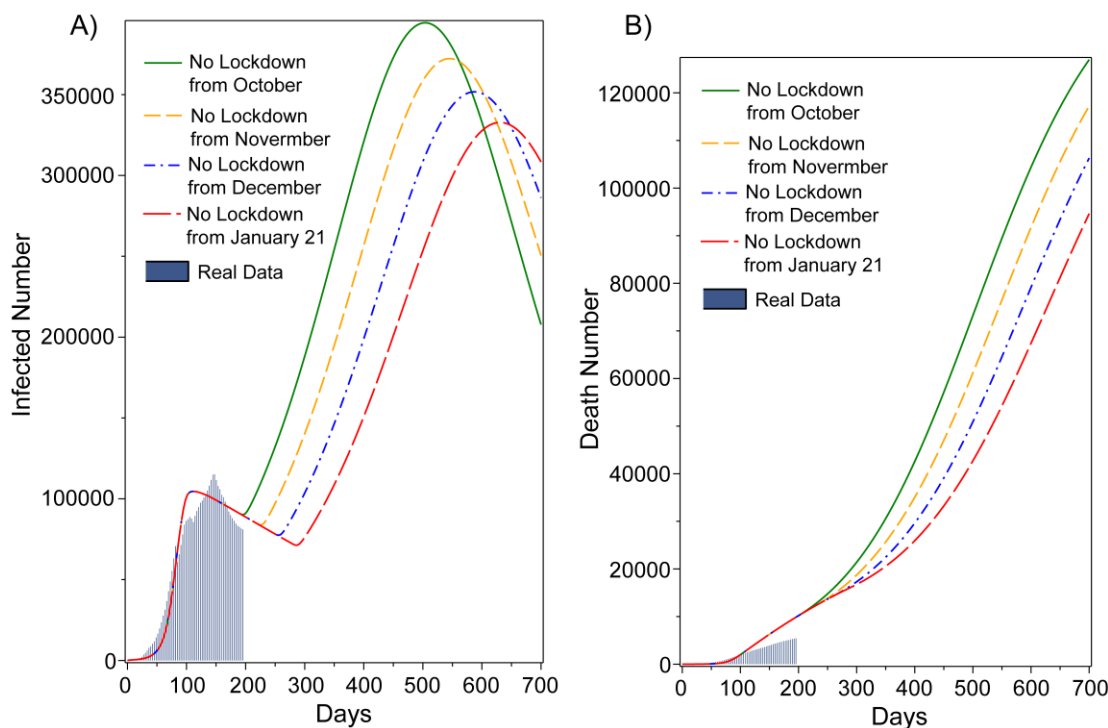 A)
No Lockdown
from October
No Lockdown
from Novermber
No Lockdown
from December
No Lockdown
from January 21
Real Data
Infected Number
350000
300000
200000
100000
0
0
100
200
300
400
500
600
700
Days
B)
No Lockdown
from October
No Lockdown
from Novermber
No Lockdown
from December
No Lockdown
from January 21
Real Data
Death Number
120000
100000
80000
60000
40000
20000
0
0
100
200
300
400
500
600
700
Days